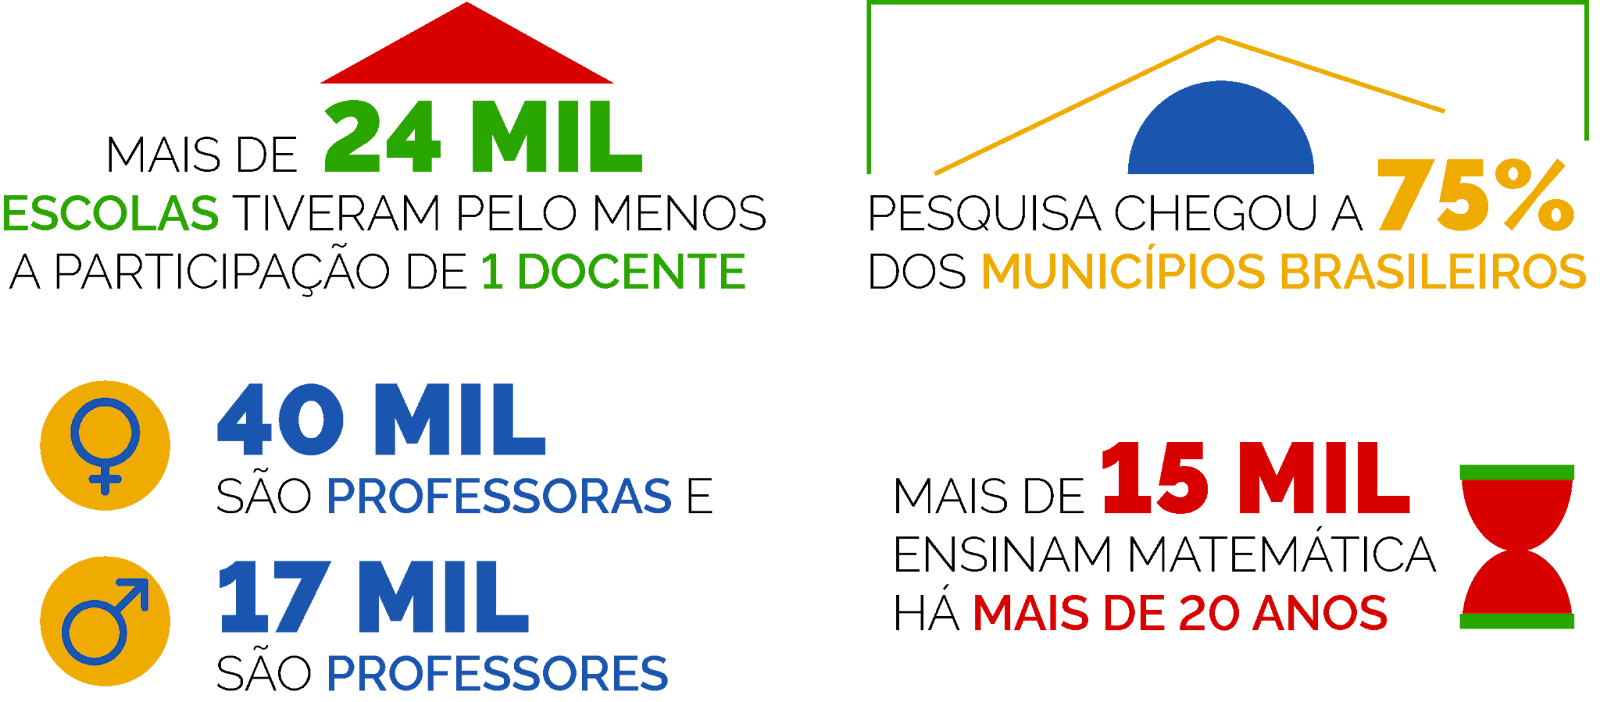 MAIS DE 24 MIL
ESCOLAS TIVERAM PELO MENOS
A PARTICIPAÇÃO DE 1 DOCENTE
PESQUISA CHEGOU A 75%
DOS MUNICÍPIOS BRASILEIROS
40 MIL
SÃO PROFESSORAS E
17 MIL
SÃO PROFESSORES
MAIS DE 15 MIL
ENSINAM MATEMÁTICA
HÁ MAIS DE 20 ANOS